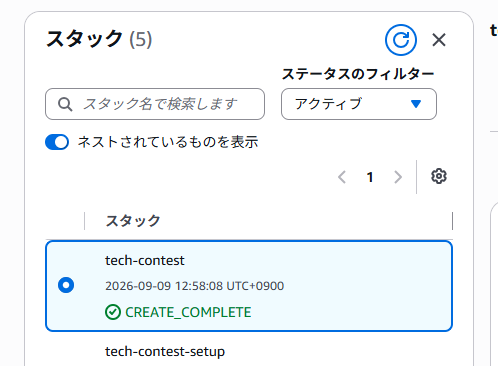 スタック (5)
ステータスのフィルター
スタック名で検索します
アクティブ
ネストされているものを表示
1
スタック
tech-contest
2026-09-09 12:58:08 UTC+0900
CREATE_COMPLETE
tech-contest-setup
t